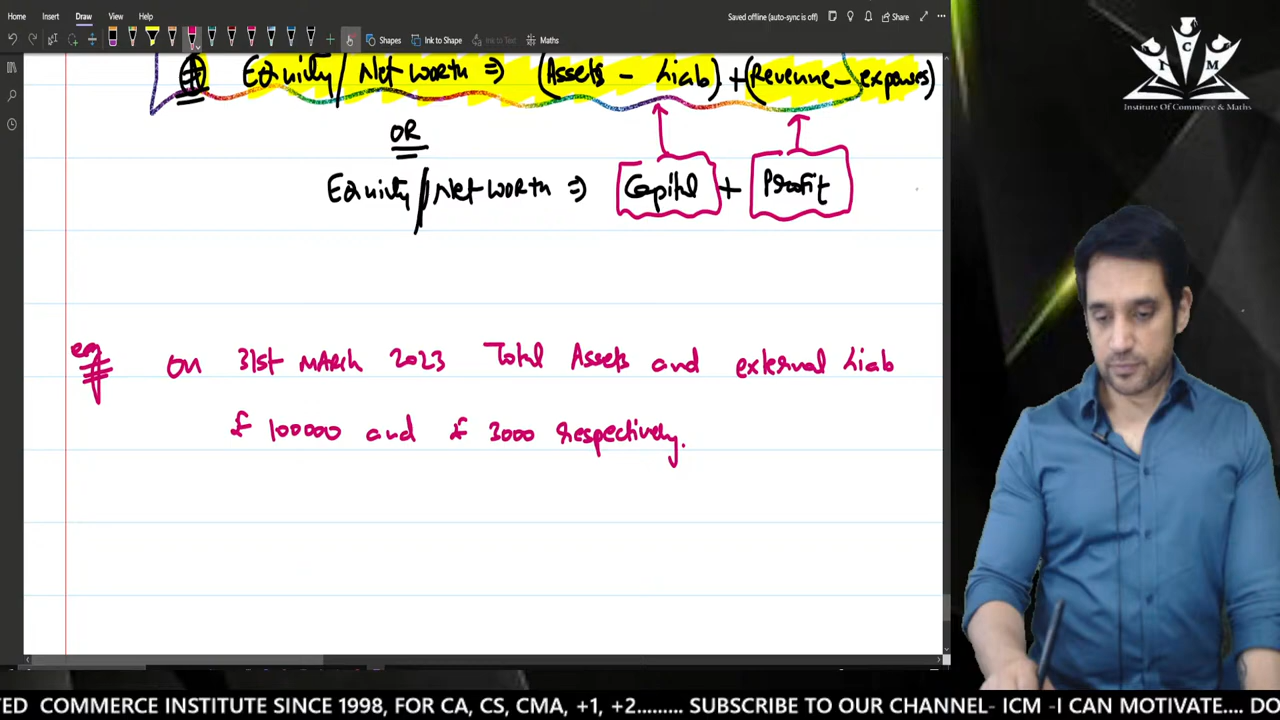 Home Insert Draw View Help
Saved offline (auto-sync is off) Share
Shapes Ink to Shape Ink to Text Maths
Equity/ Net worth ⇒ (Assets - Liab) + (Revenue - expenses)
OR
Equity/Net worth ⇒ Capital + Profit
eg On 31st MARCH 2023 Total Assets and external Liab
₤ 100000 and ₤ 3000 respectively.
I C M
Institute Of Commerce & Maths
TED COMMERCE INSTITUTE SINCE 1998, FOR CA, CS, CMA, +1, +2......... SUBSCRIBE TO OUR CHANNEL- ICM -I CAN MOTIVATE.... DO